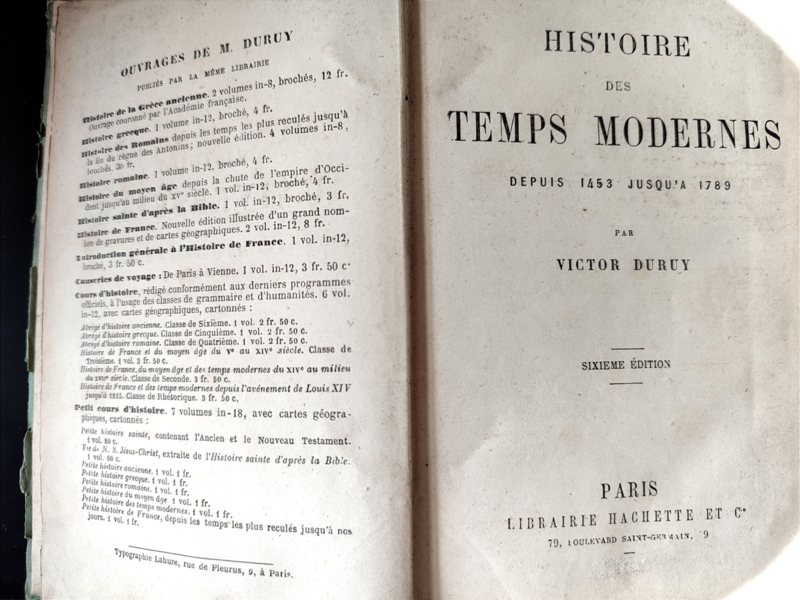 OUVRAGES DE M. DURUY
PUBLIÉS PAR LA MÊME LIBRAIRIE
Histoire de la Grèce ancienne. 2 volumes in-8, brochés, 12 fr.
Ouvrage couronné par l'Académie française.
Histoire grecque. 1 volume in-12, broché, 4 fr.
Histoire des Romains depuis les temps les plus reculés jusqu'à
la fin du règne des Antonins; nouvelle édition. 4 volumes in-8,
brochés, 30 fr.
Histoire romaine. 1 volume in-12, broché, 4 fr.
Histoire du moyen âge depuis la chute de l'empire d'Occi-
dent jusqu'au milieu du XVe siècle. 1 vol. in-12, broché, 4 fr.
Histoire sainte d'après la Bible. 1 vol. in-12, broché, 3 fr.
Histoire de France. Nouvelle édition illustrée d'un grand nom-
bre de gravures et de cartes géographiques. 2 vol. in-12, 8 fr.
Introduction générale à l'Histoire de France. 1 vol. in-12,
broché, 3 fr. 50 c.
Causeries de voyage : De Paris à Vienne. 1 vol. in-12, 3 fr. 50 c.
Cours d'histoire, rédigé conformément aux derniers programmes
officiels, à l'usage des classes de grammaire et d'humanités. 6 vol.
in-12, avec cartes géographiques, cartonnés :
Abrégé d'histoire ancienne. Classe de Sixième. 1 vol. 2 fr. 50 c.
Abrégé d'histoire grecque. Classe de Cinquième. 1 vol. 2 fr. 50 c.
Abrégé d'histoire romaine. Classe de Quatrième. 1 vol. 2 fr. 50 c.
Histoire de France et du moyen âge du Ve au XIVe siècle. Classe de
Troisième. 1 vol. 3 fr. 50 c.
Histoire de France, du moyen âge et des temps modernes du XIVe au milieu
du XVIIe siècle. Classe de Seconde. 3 fr. 50 c.
Histoire de France et des temps modernes depuis l'avénement de Louis XIV
jusqu'à 1815. Classe de Rhétorique. 3 fr. 50 c.
Petit cours d'histoire. 7 volumes in-18, avec cartes géogra-
phiques, cartonnés :
Petite histoire sainte, contenant l'Ancien et le Nouveau Testament.
1 vol. 80 c.
Vie de N. S. Jésus-Christ, extraite de l'Histoire sainte d'après la Bible.
1 vol. 60 c.
Petite histoire ancienne. 1 vol. 1 fr.
Petite histoire grecque. 1 vol. 1 fr.
Petite histoire romaine. 1 vol. 1 fr.
Petite histoire du moyen âge. 1 vol. 1 fr.
Petite histoire des temps modernes. 1 vol. 1 fr.
Petite histoire de France, depuis les temps les plus reculés jusqu'à nos
jours. 1 vol. 1 fr.
Typographie Lahure, rue de Fleurus, 9, à Paris.
HISTOIRE
DES
TEMPS MODERNES
DEPUIS 1453 JUSQU'A 1789
PAR
VICTOR DURUY
SIXIEME ÉDITION
PARIS
LIBRAIRIE HACHETTE ET Cie
79, BOULEVARD SAINT-GERMAIN, 79